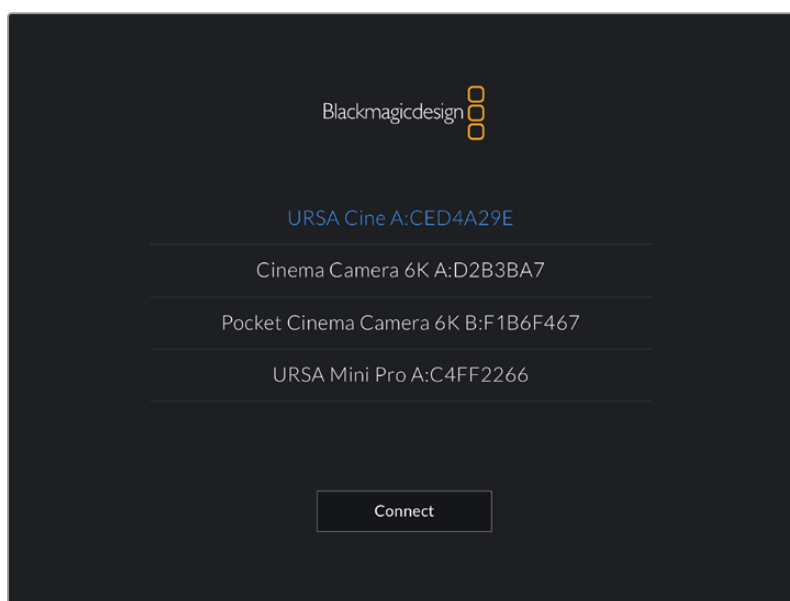 Blackmagicdesign
URSA Cine A:CED4A29E
Cinema Camera 6K A:D2B3BA7
Pocket Cinema Camera 6K B:F1B6F467
URSA Mini Pro A:C4FF2266
Connect